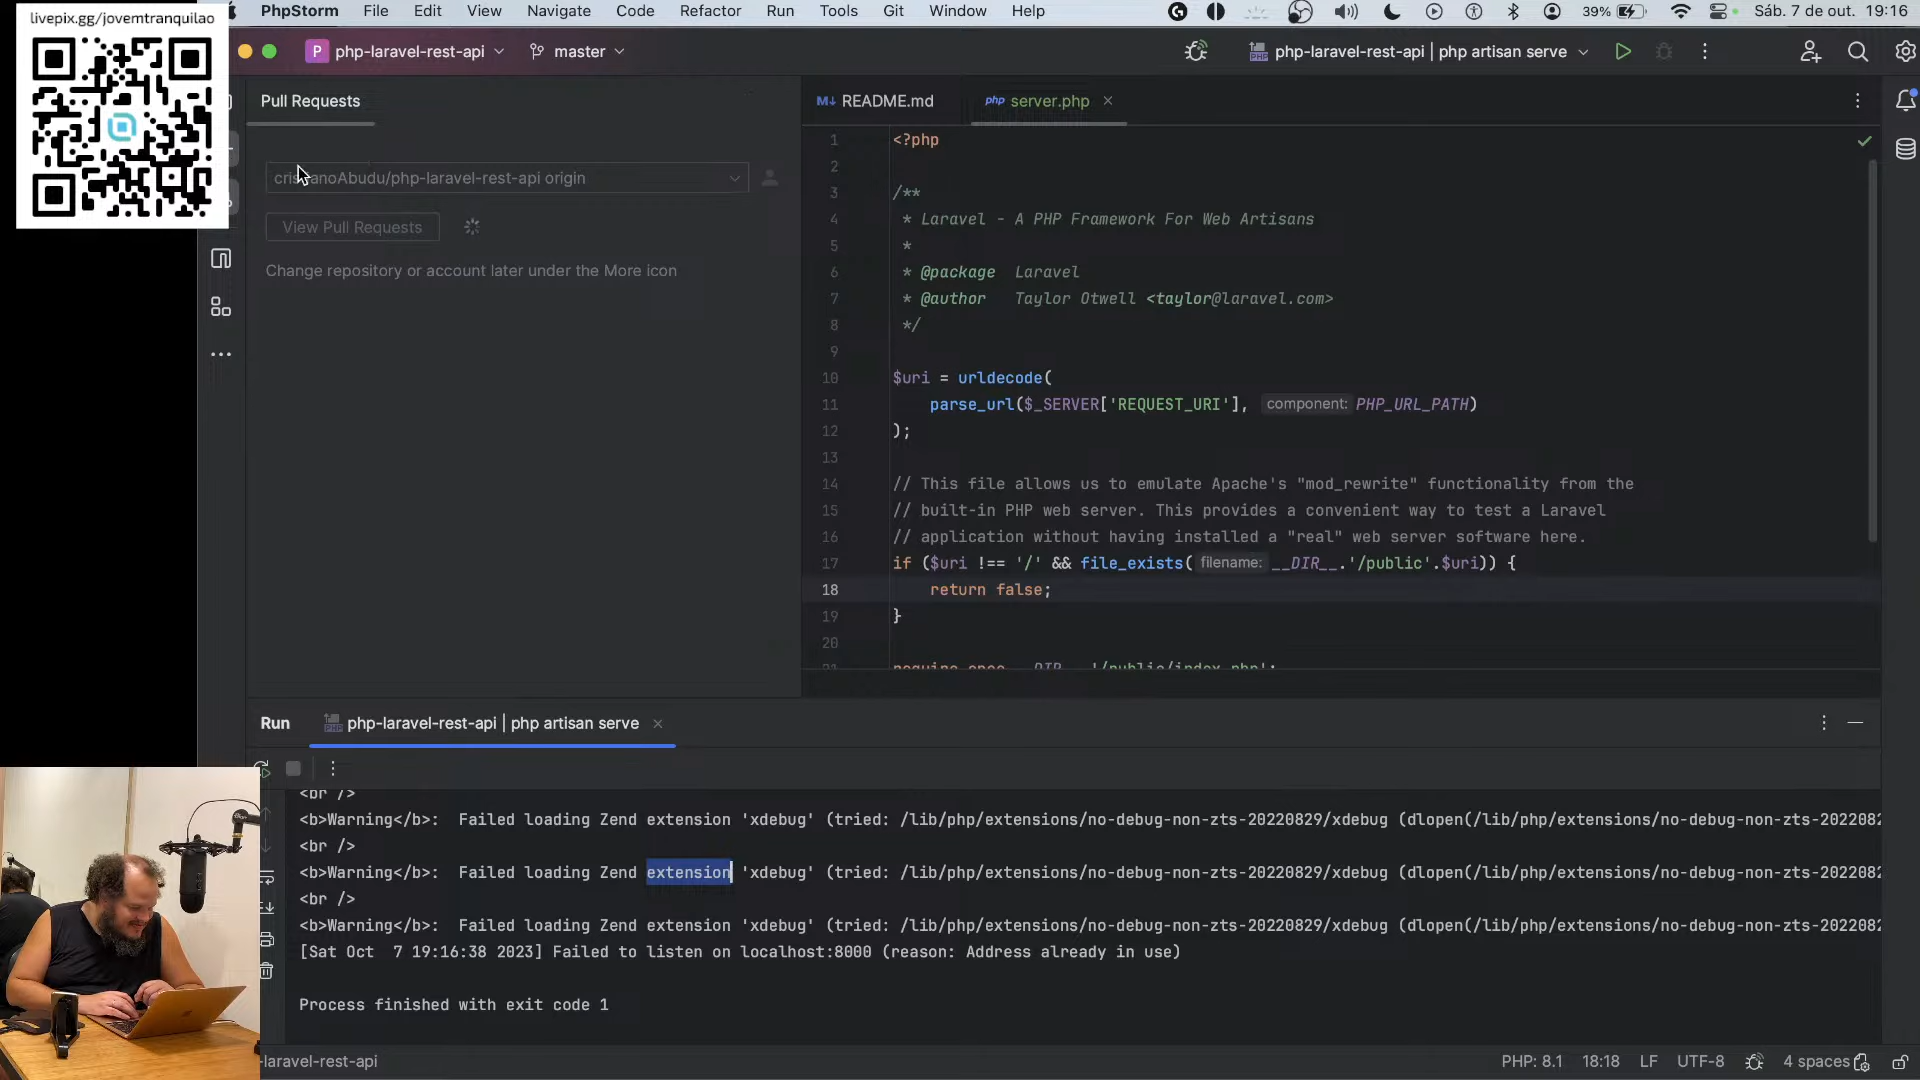 livepix.gg/jovemtranquilao
PhpStorm File Edit View Navigate Code Refactor Run Tools Git Window Help 39% Sáb. 7 de out. 19:16
P php-laravel-rest-api master php-laravel-rest-api | php artisan serve
Pull Requests
M↓ README.md php server.php
/php-laravel-rest-api origin
View Pull Requests
Change repository or account later under the More icon
1 <?php
2
3 /**
4 * Laravel - A PHP Framework For Web Artisans
5 *
6 * @package Laravel
7 * @author Taylor Otwell <taylor@laravel.com>
8 */
9
10 $uri = urldecode(
11 parse_url($_SERVER['REQUEST_URI'], component: PHP_URL_PATH)
12 );
13
14 // This file allows us to emulate Apache's "mod_rewrite" functionality from the
15 // built-in PHP web server. This provides a convenient way to test a Laravel
16 // application without having installed a "real" web server software here.
17 if ($uri !== '/' && file_exists( filename: __DIR__.'/public'.$uri)) {
18 return false;
19 }
20
21 require_once __DIR__.'/public/index.php';
Run php-laravel-rest-api | php artisan serve
<br />
<b>Warning</b>: Failed loading Zend extension 'xdebug' (tried: /lib/php/extensions/no-debug-non-zts-20220829/xdebug (dlopen(/lib/php/extensions/no-debug-non-zts-2022082
<br />
<b>Warning</b>: Failed loading Zend extension 'xdebug' (tried: /lib/php/extensions/no-debug-non-zts-20220829/xdebug (dlopen(/lib/php/extensions/no-debug-non-zts-2022082
<br />
<b>Warning</b>: Failed loading Zend extension 'xdebug' (tried: /lib/php/extensions/no-debug-non-zts-20220829/xdebug (dlopen(/lib/php/extensions/no-debug-non-zts-2022082
[Sat Oct 7 19:16:38 2023] Failed to listen on localhost:8000 (reason: Address already in use)
Process finished with exit code 1
-laravel-rest-api PHP: 8.1 18:18 LF UTF-8 4 spaces